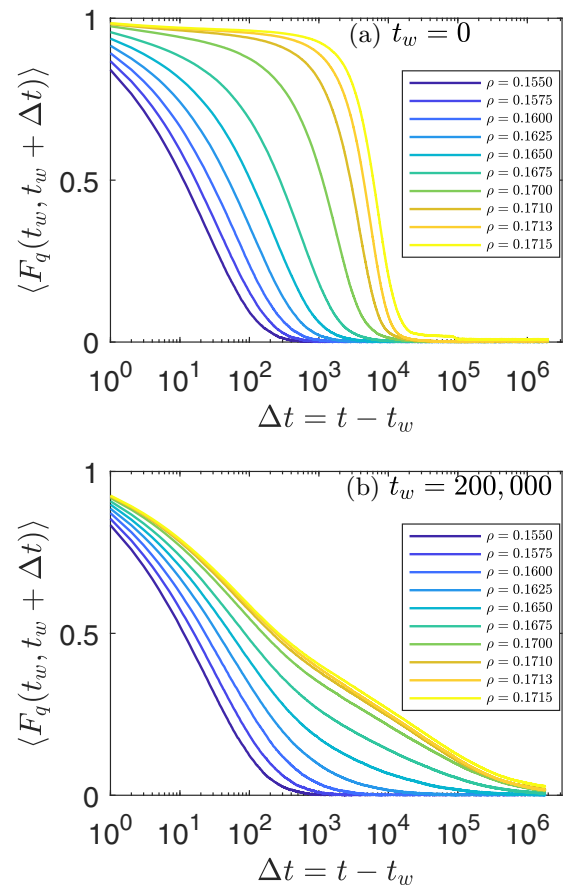 1
(a) t_w = 0
ρ = 0.1550
ρ = 0.1575
ρ = 0.1600
ρ = 0.1625
ρ = 0.1650
ρ = 0.1675
ρ = 0.1700
ρ = 0.1710
ρ = 0.1713
ρ = 0.1715
0.5
⟨F_q(t_w, t_w + Δt)⟩
0
10^0 10^1 10^2 10^3 10^4 10^5 10^6
Δt = t − t_w
1
(b) t_w = 200,000
ρ = 0.1550
ρ = 0.1575
ρ = 0.1600
ρ = 0.1625
ρ = 0.1650
ρ = 0.1675
ρ = 0.1700
ρ = 0.1710
ρ = 0.1713
ρ = 0.1715
0.5
⟨F_q(t_w, t_w + Δt)⟩
0
10^0 10^1 10^2 10^3 10^4 10^5 10^6
Δt = t − t_w